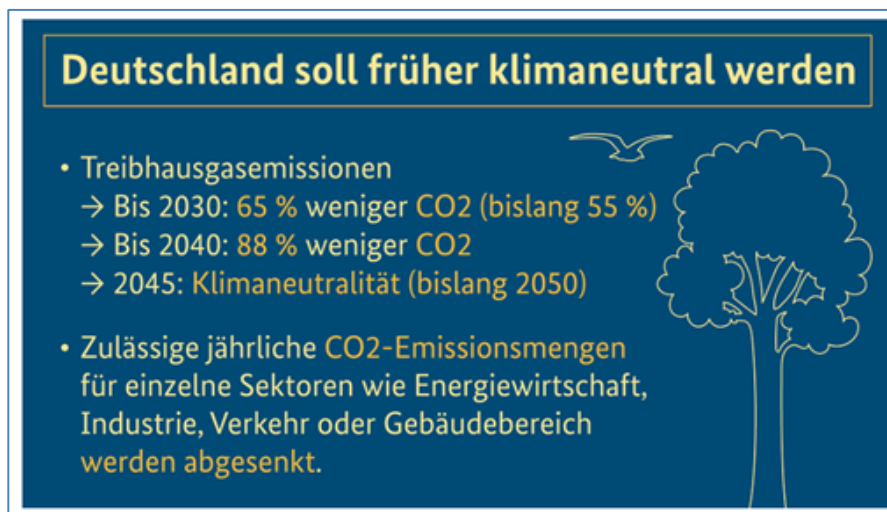 Deutschland soll früher klimaneutral werden
• Treibhausgasemissionen
→ Bis 2030: 65 % weniger CO2 (bislang 55 %)
→ Bis 2040: 88 % weniger CO2
→ 2045: Klimaneutralität (bislang 2050)
• Zulässige jährliche CO2-Emissionsmengen
für einzelne Sektoren wie Energiewirtschaft,
Industrie, Verkehr oder Gebäudebereich
werden abgesenkt.